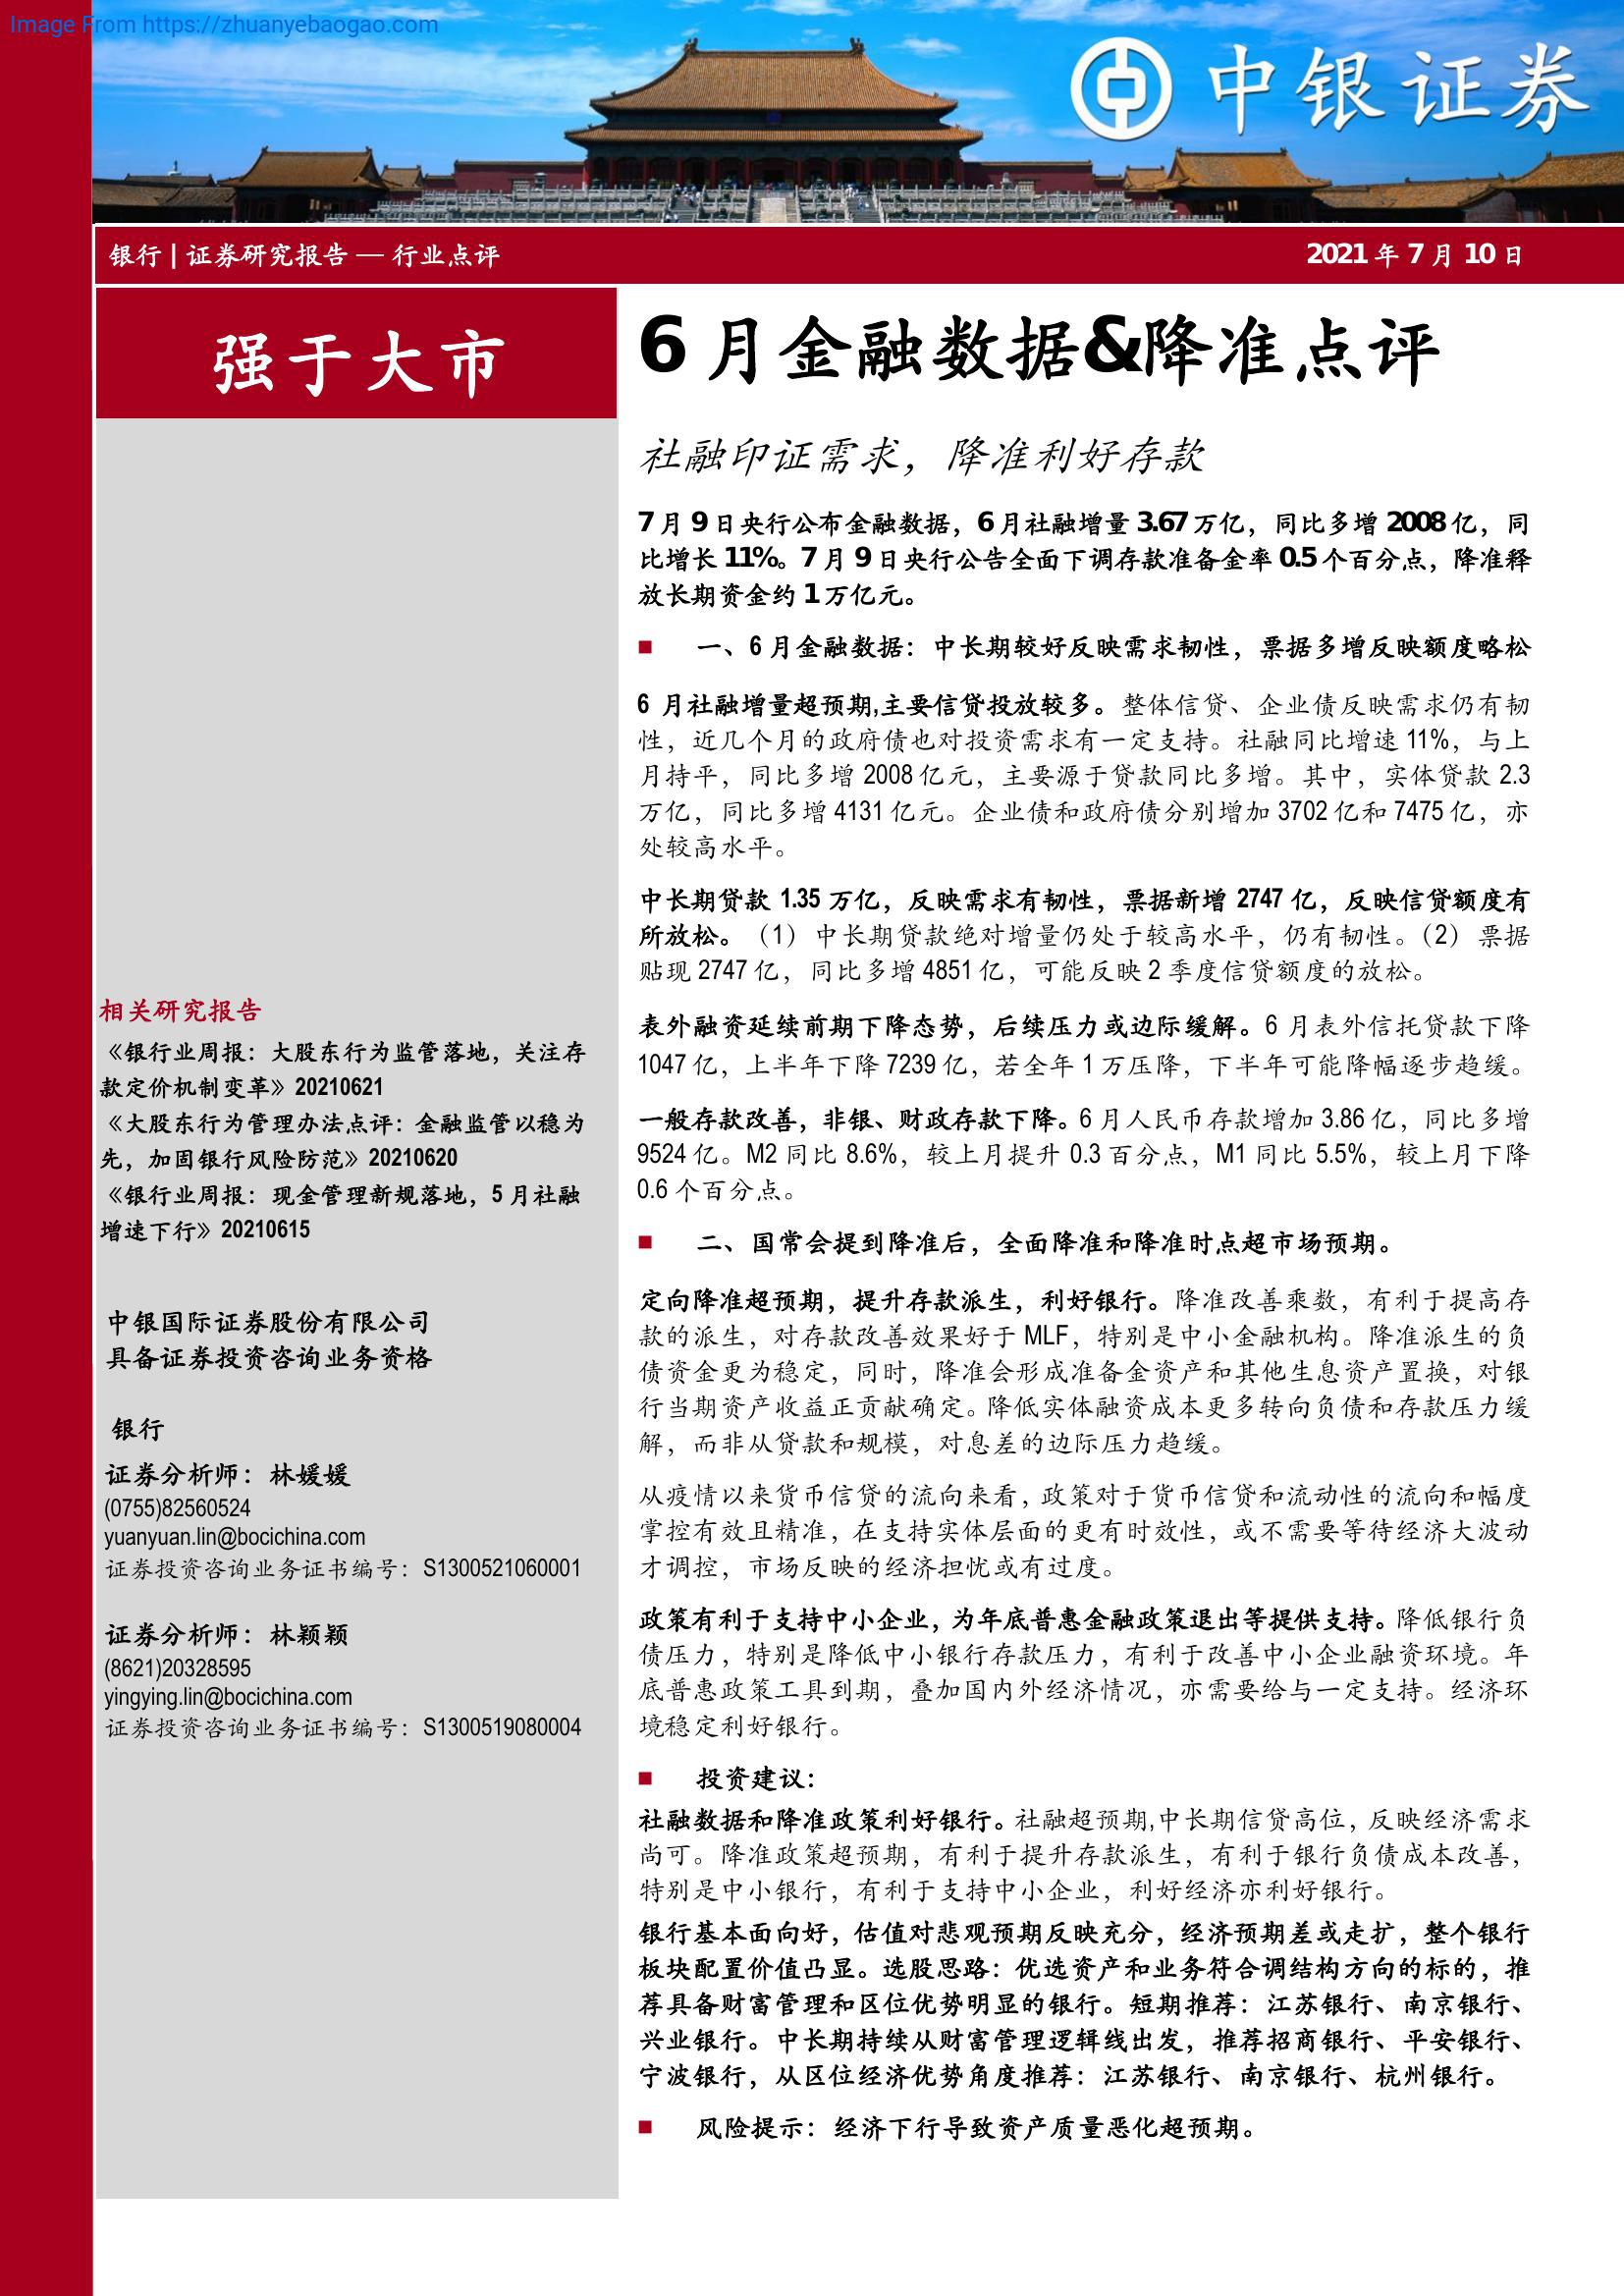 Image From https://zhuanyebaogao.com
中银证券
银行 | 证券研究报告 — 行业点评
2021 年 7 月 10 日
强于大市
6 月金融数据&降准点评
社融印证需求，降准利好存款
7 月 9 日央行公布金融数据，6 月社融增量 3.67 万亿，同比多增 2008 亿，同
比增长 11%。7 月 9 日央行公告全面下调存款准备金率 0.5 个百分点，降准释
放长期资金约 1 万亿元。
■ 一、6 月金融数据：中长期较好反映需求韧性，票据多增反映额度略松
6 月社融增量超预期,主要信贷投放较多。整体信贷、企业债反映需求仍有韧
性，近几个月的政府债也对投资需求有一定支持。社融同比增速 11%，与上
月持平，同比多增 2008 亿元，主要源于贷款同比多增。其中，实体贷款 2.3
万亿，同比多增 4131 亿元。企业债和政府债分别增加 3702 亿和 7475 亿，亦
处较高水平。
中长期贷款 1.35 万亿，反映需求有韧性，票据新增 2747 亿，反映信贷额度有
所放松。（1）中长期贷款绝对增量仍处于较高水平，仍有韧性。（2）票据
贴现 2747 亿，同比多增 4851 亿，可能反映 2 季度信贷额度的放松。
表外融资延续前期下降态势，后续压力或边际缓解。6 月表外信托贷款下降
1047 亿，上半年下降 7239 亿，若全年 1 万压降，下半年可能降幅逐步趋缓。
一般存款改善，非银、财政存款下降。6 月人民币存款增加 3.86 亿，同比多增
9524 亿。M2 同比 8.6%，较上月提升 0.3 百分点，M1 同比 5.5%，较上月下降
0.6 个百分点。
■ 二、国常会提到降准后，全面降准和降准时点超市场预期。
定向降准超预期，提升存款派生，利好银行。降准改善乘数，有利于提高存
款的派生，对存款改善效果好于 MLF，特别是中小金融机构。降准派生的负
债资金更为稳定，同时，降准会形成准备金资产和其他生息资产置换，对银
行当期资产收益正贡献确定。降低实体融资成本更多转向负债和存款压力缓
解，而非从贷款和规模，对息差的边际压力趋缓。
从疫情以来货币信贷的流向来看，政策对于货币信贷和流动性的流向和幅度
掌控有效且精准，在支持实体层面的更有时效性，或不需要等待经济大波动
才调控，市场反映的经济担忧或有过度。
政策有利于支持中小企业，为年底普惠金融政策退出等提供支持。降低银行负
债压力，特别是降低中小银行存款压力，有利于改善中小企业融资环境。年
底普惠政策工具到期，叠加国内外经济情况，亦需要给与一定支持。经济环
境稳定利好银行。
■ 投资建议：
社融数据和降准政策利好银行。社融超预期,中长期信贷高位，反映经济需求
尚可。降准政策超预期，有利于提升存款派生，有利于银行负债成本改善，
特别是中小银行，有利于支持中小企业，利好经济亦利好银行。
银行基本面向好，估值对悲观预期反映充分，经济预期差或走扩，整个银行
板块配置价值凸显。选股思路：优选资产和业务符合调结构方向的标的，推
荐具备财富管理和区位优势明显的银行。短期推荐：江苏银行、南京银行、
兴业银行。中长期持续从财富管理逻辑线出发，推荐招商银行、平安银行、
宁波银行，从区位经济优势角度推荐：江苏银行、南京银行、杭州银行。
■ 风险提示：经济下行导致资产质量恶化超预期。
相关研究报告
《银行业周报：大股东行为监管落地，关注存
款定价机制变革》20210621
《大股东行为管理办法点评：金融监管以稳为
先，加固银行风险防范》20210620
《银行业周报：现金管理新规落地，5 月社融
增速下行》20210615
中银国际证券股份有限公司
具备证券投资咨询业务资格
银行
证券分析师：林媛媛
(0755)82560524
yuanyuan.lin@bocichina.com
证券投资咨询业务证书编号：S1300521060001
证券分析师：林颖颖
(8621)20328595
yingying.lin@bocichina.com
证券投资咨询业务证书编号：S1300519080004